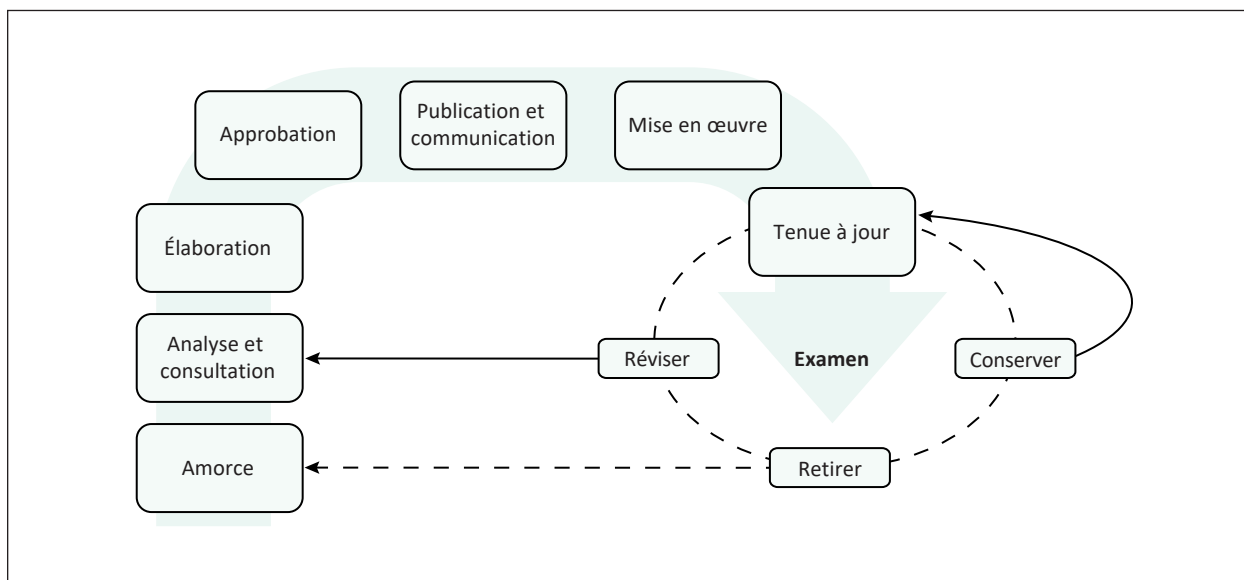 Approbation
Publication et
communication
Mise en œuvre
Élaboration
Tenue à jour
Analyse et
consultation
Réviser
Examen
Conserver
Amorce
Retirer